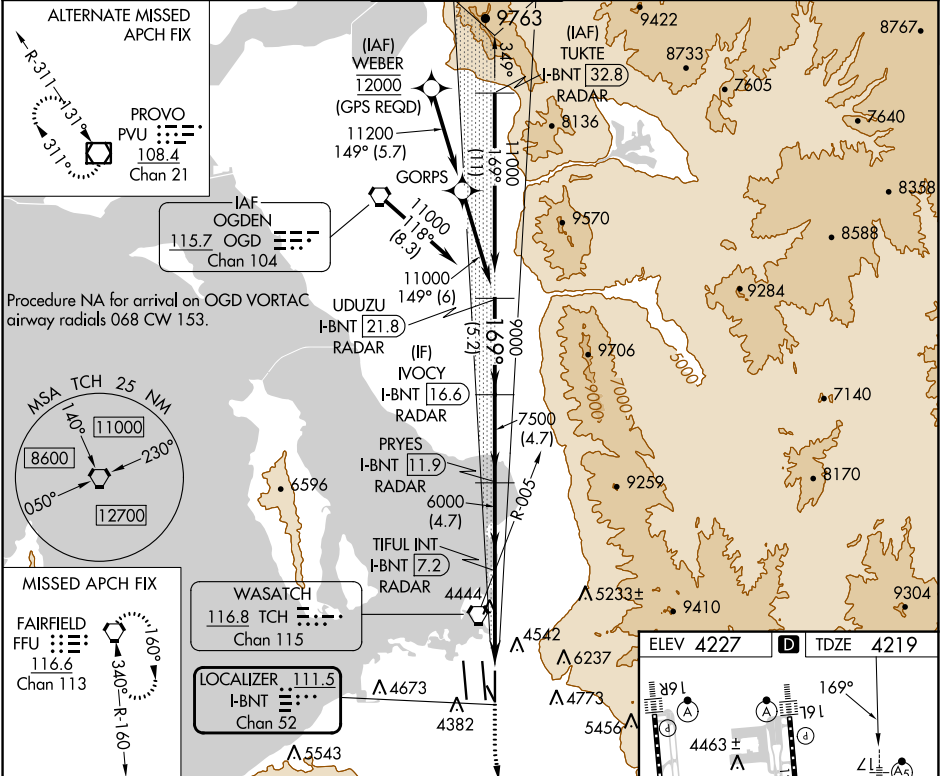 ALTERNATE MISSED
APCH FIX
R-311
131°
311°
PROVO
PVU
108.4
Chan 21
(IAF)
WEBER
12000
(GPS REQD)
11200
149° (5.7)
GORPS
9763
349°
(IAF)
TUKTE
I-BNT 32.8
RADAR
9422
8733
7605
8767
7640
8136
11000
169°
(11)
8358
IAF
OGDEN
115.7 OGD
Chan 104
11000
118°
(8.3)
11000
149° (6)
9570
8588
9284
Procedure NA for arrival on OGD VORTAC
airway radials 068 CW 153.
UDUZU
I-BNT 21.8
RADAR
9000
169°
(5.2)
(IF)
IVOCY
I-BNT 16.6
RADAR
9706
5000
7000
9000
7140
MSA TCH 25 NM
140°
11000
8600
230°
050°
12700
7500
(4.7)
PRYES
I-BNT 11.9
RADAR
6000
(4.7)
R-005
6596
9259
8170
TIFUL INT
I-BNT 7.2
RADAR
MISSED APCH FIX
FAIRFIELD
FFU
116.6
Chan 113
160°
340°
R-160
WASATCH
116.8 TCH
Chan 115
4444
5233±
9410
9304
4542
6237
LOCALIZER 111.5
I-BNT
Chan 52
4673
4382
4773
5456
5543
ELEV 4227
D
TDZE 4219
169°
16R
A
P
A
16L
P
4463 ±
17
A5